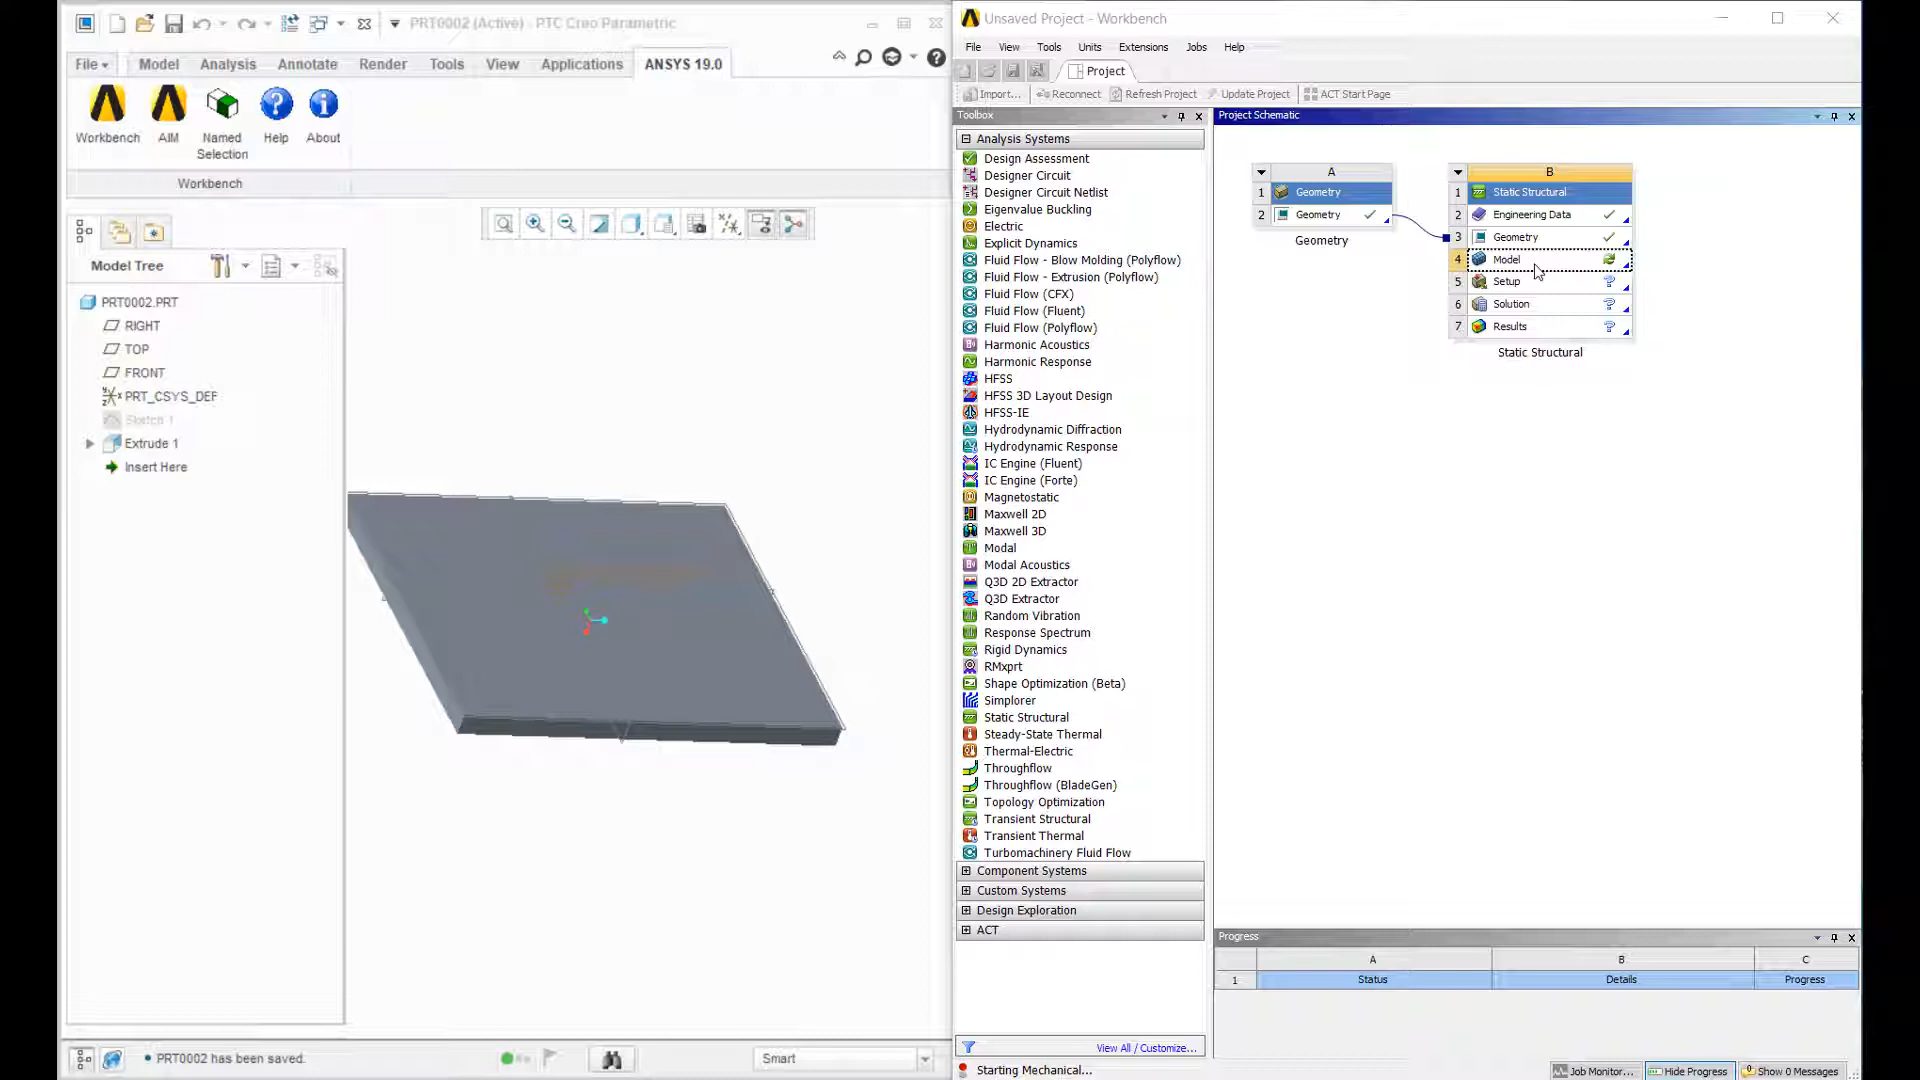 PRT0002 (Active) - PTC Creo Parametric
File
Model
Analysis
Annotate
Render
Tools
View
Applications
ANSYS 19.0
Workbench
AIM
Named Selection
Help
About
Workbench
Model Tree
PRT0002.PRT
RIGHT
TOP
FRONT
PRT_CSYS_DEF
Sketch 1
Extrude 1
Insert Here
PRT0002 has been saved.
Smart
Unsaved Project - Workbench
File View Tools Units Extensions Jobs Help
Project
Import...
Reconnect
Refresh Project
Update Project
ACT Start Page
Toolbox
Analysis Systems
Design Assessment
Designer Circuit
Designer Circuit Netlist
Eigenvalue Buckling
Electric
Explicit Dynamics
Fluid Flow - Blow Molding (Polyflow)
Fluid Flow - Extrusion (Polyflow)
Fluid Flow (CFX)
Fluid Flow (Fluent)
Fluid Flow (Polyflow)
Harmonic Acoustics
Harmonic Response
HFSS
HFSS 3D Layout Design
HFSS-IE
Hydrodynamic Diffraction
Hydrodynamic Response
IC Engine (Fluent)
IC Engine (Forte)
Magnetostatic
Maxwell 2D
Maxwell 3D
Modal
Modal Acoustics
Q3D 2D Extractor
Q3D Extractor
Random Vibration
Response Spectrum
Rigid Dynamics
RMxprt
Shape Optimization (Beta)
Simplorer
Static Structural
Steady-State Thermal
Thermal-Electric
Throughflow
Throughflow (BladeGen)
Topology Optimization
Transient Structural
Transient Thermal
Turbomachinery Fluid Flow
Component Systems
Custom Systems
Design Exploration
ACT
View All / Customize...
Starting Mechanical...
Project Schematic
A
1 Geometry
2 Geometry
Geometry
B
1 Static Structural
2 Engineering Data
3 Geometry
4 Model
5 Setup
6 Solution
7 Results
Static Structural
Progress
A B C
1 Status Details Progress
Job Monitor...
Hide Progress
Show 0 Messages